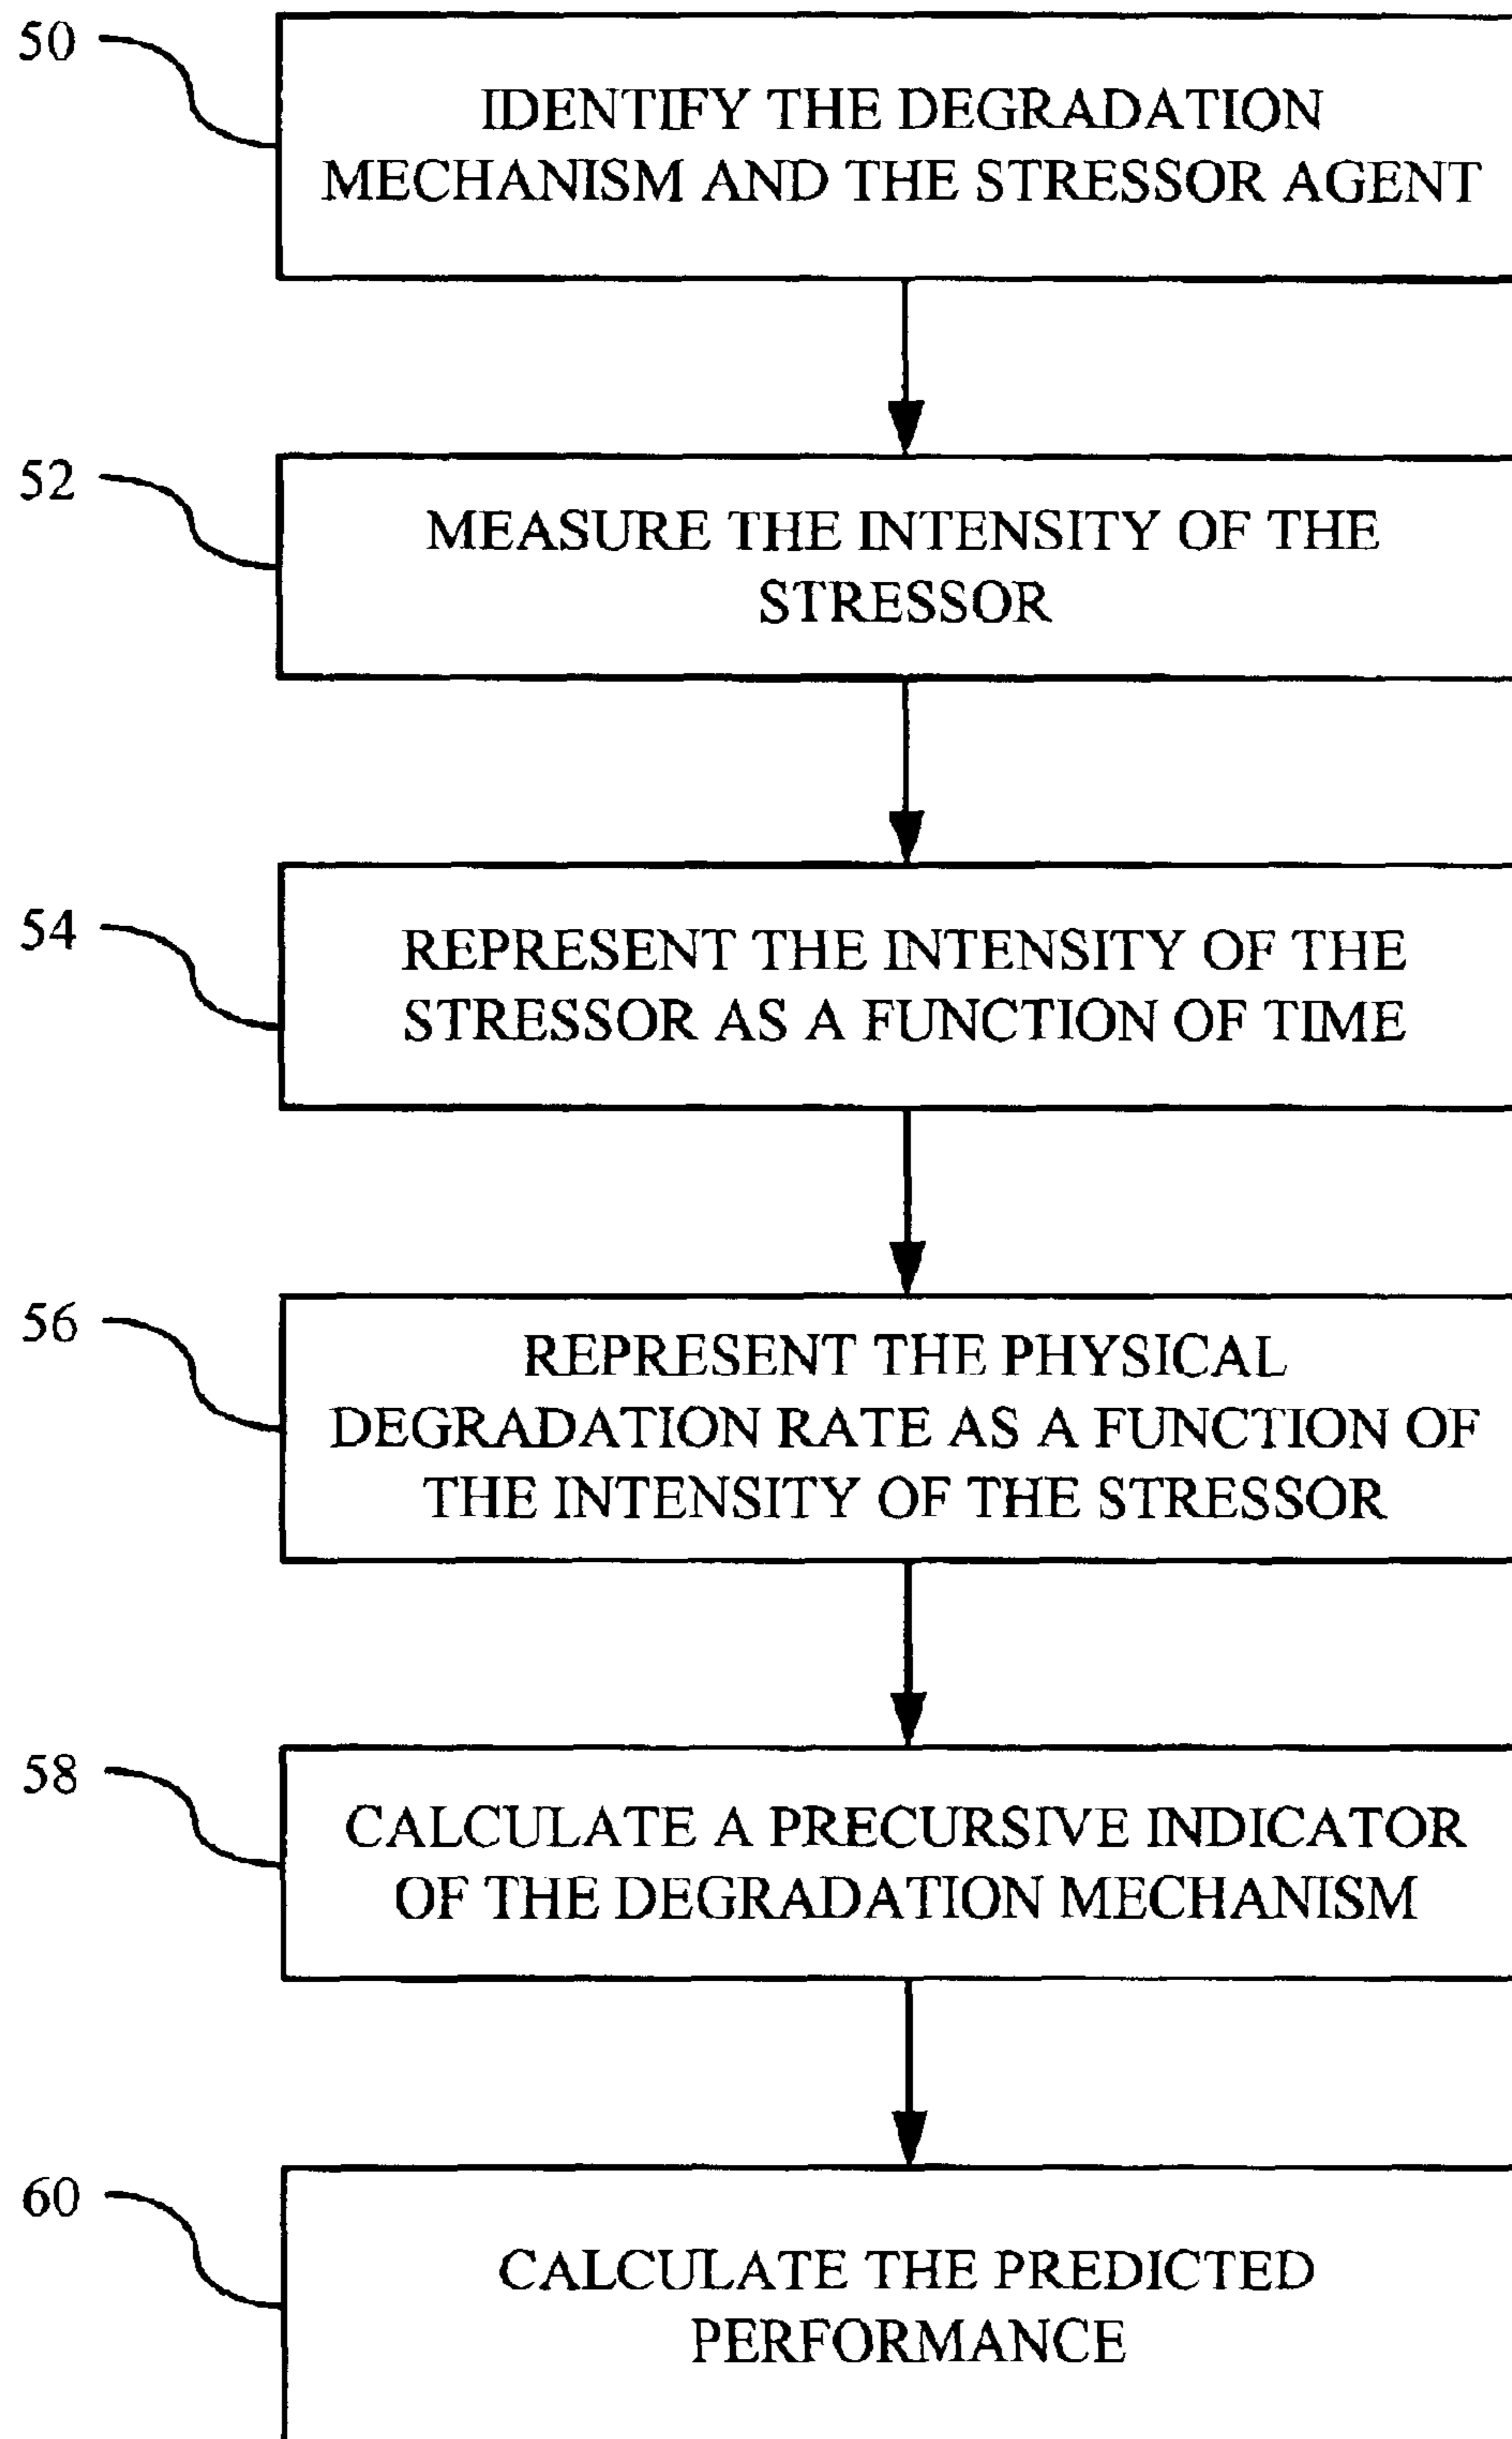 50
IDENTIFY THE DEGRADATION
MECHANISM AND THE STRESSOR AGENT
52
MEASURE THE INTENSITY OF THE
STRESSOR
54
REPRESENT THE INTENSITY OF THE
STRESSOR AS A FUNCTION OF TIME
56
REPRESENT THE PHYSICAL
DEGRADATION RATE AS A FUNCTION OF
THE INTENSITY OF THE STRESSOR
58
CALCULATE A PRECURSIVE INDICATOR
OF THE DEGRADATION MECHANISM
60
CALCULATE THE PREDICTED
PERFORMANCE